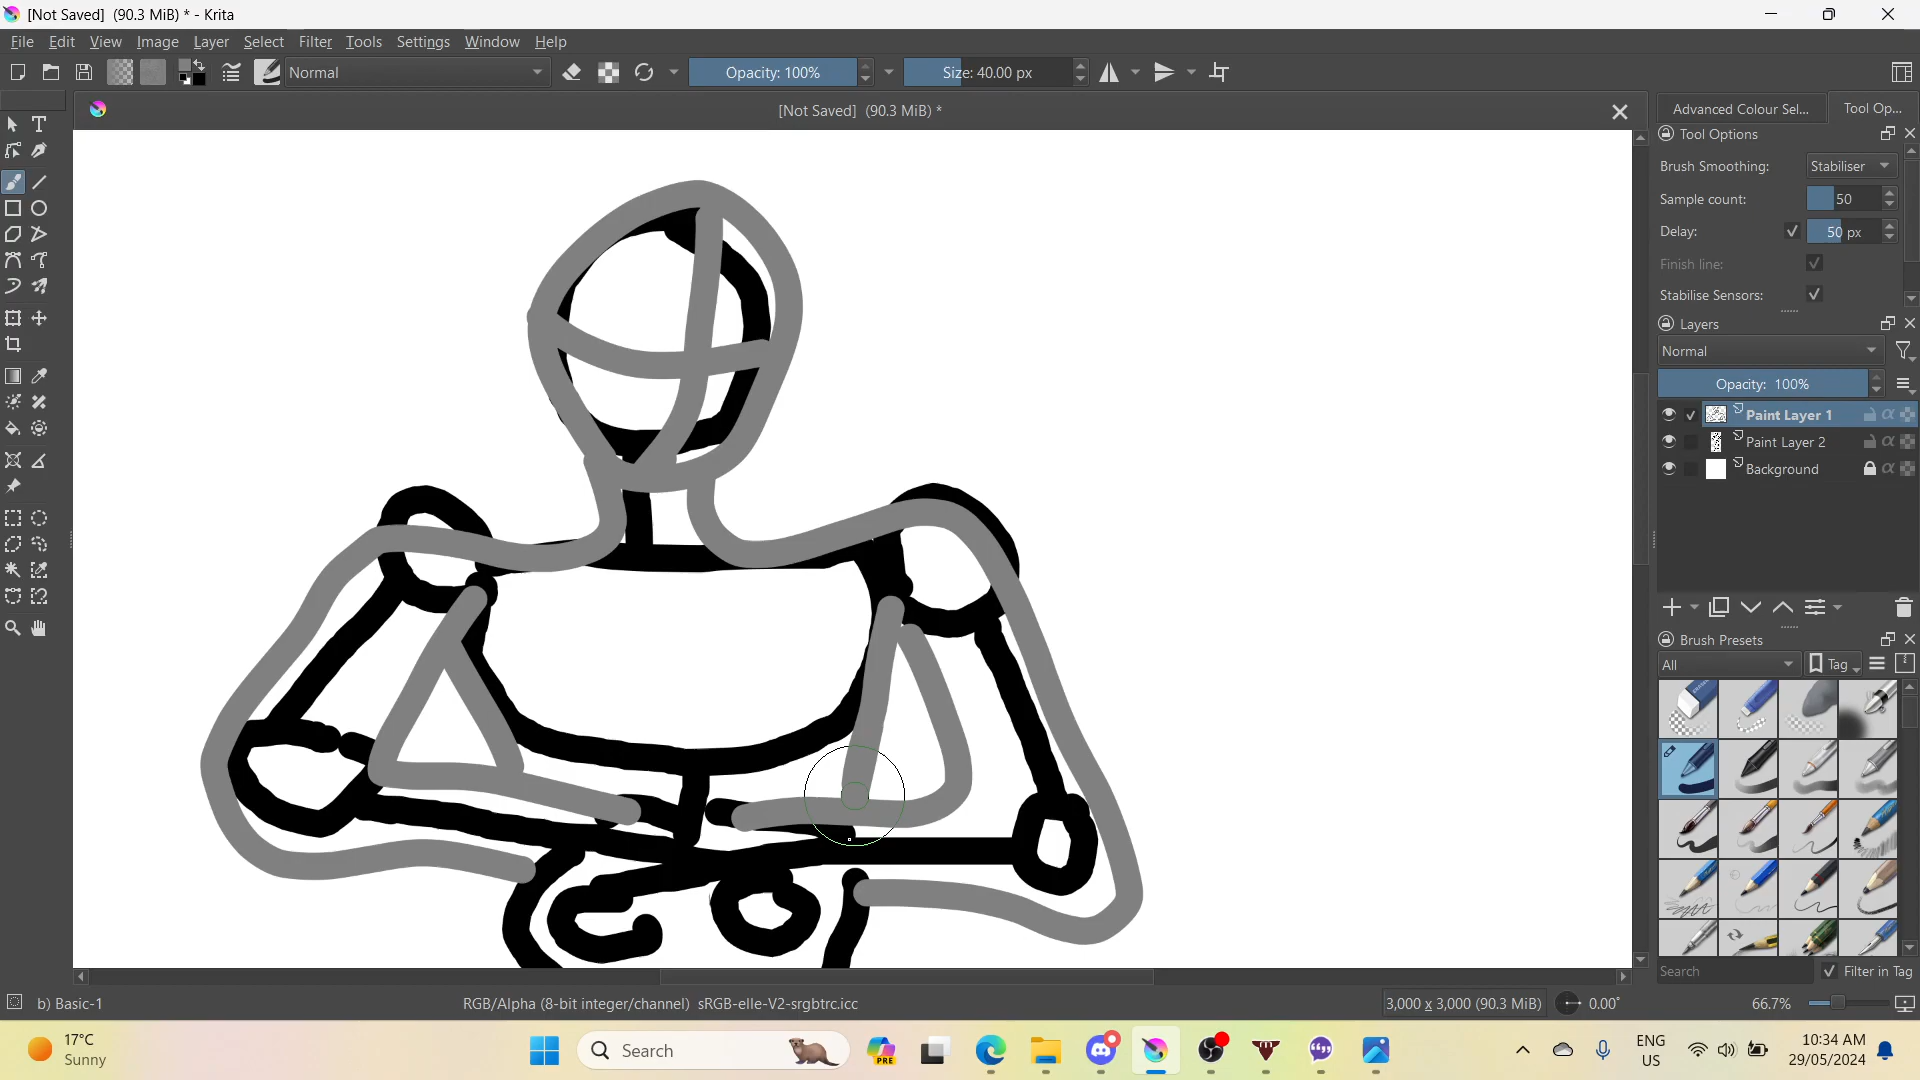 [Not Saved] (90.3 MiB) * - Krita
File Edit View Image Layer Select Filter Tools Settings Window Help
Normal
Opacity: 100%
Size: 40.00 px
[Not Saved] (90.3 MiB) *
Advanced Colour Sel...
Tool Op...
Tool Options
Brush Smoothing: Stabiliser
Sample count: 50
Delay: 50 px
Finish line:
Stabilise Sensors:
Layers
Normal
Opacity: 100%
Paint Layer 1
Paint Layer 2
Background
Brush Presets
All
Tag
Search
Filter in Tag
b) Basic-1
RGB/Alpha (8-bit integer/channel) sRGB-elle-V2-srgbtrc.icc
3,000 x 3,000 (90.3 MiB)
0.00°
66.7%
17°C
Sunny
Search
PRE
ENG
US
10:34 AM
29/05/2024